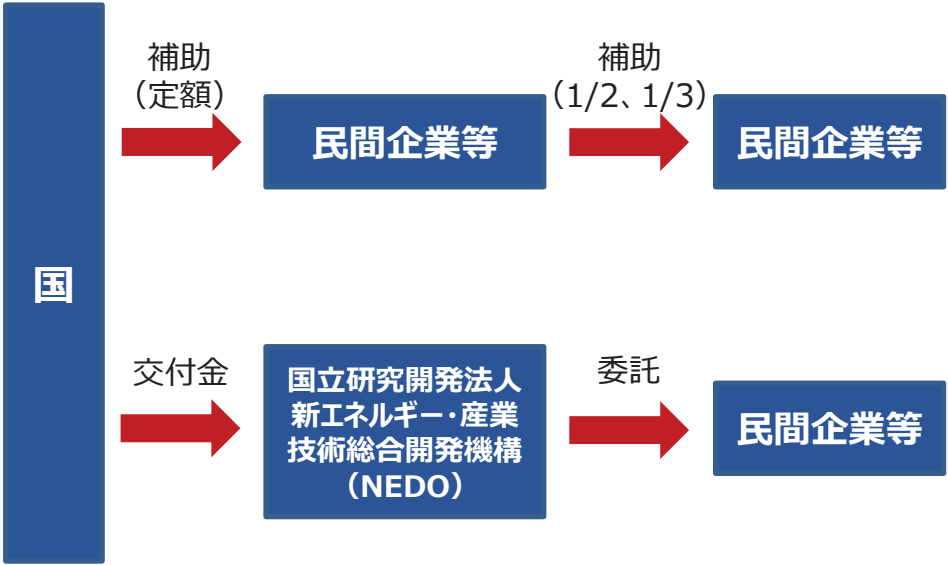 国
補助
（定額）
民間企業等
補助
（1/2、1/3）
民間企業等
交付金
国立研究開発法人
新エネルギー・産業
技術総合開発機構
（NEDO）
委託
民間企業等